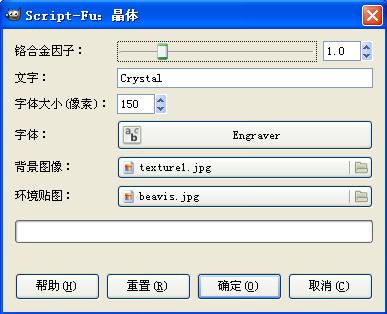 Script-Fu：晶体
铬合金因子： 1.0
文字： Crystal
字体大小(像素)： 150
字体： abc Engraver
背景图像： texture1.jpg
环境贴图： beavis.jpg
帮助(H) 重置(R) 确定(O) 取消(C)